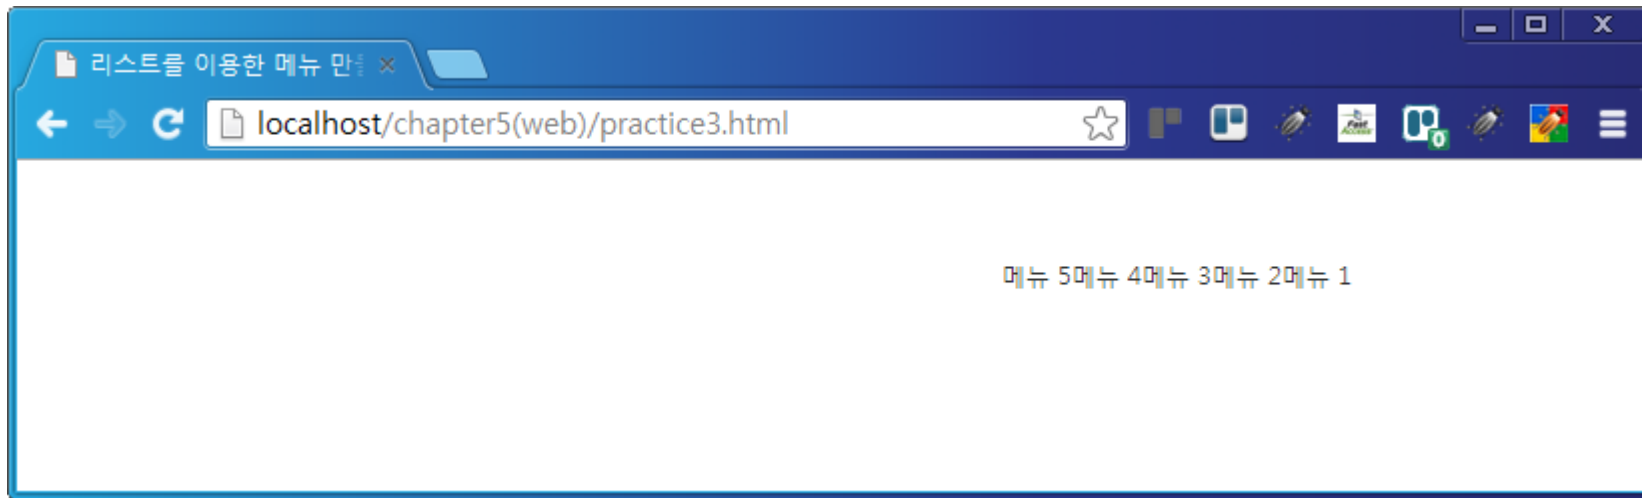 리스트를 이용한 메뉴 만
localhost/chapter5(web)/practice3.html
0
메뉴 5메뉴 4메뉴 3메뉴 2메뉴 1